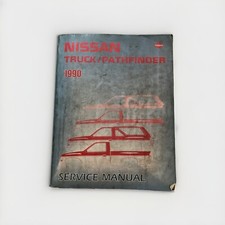 NISSAN
TRUCK/PATHFINDER
1990
SERVICE MANUAL